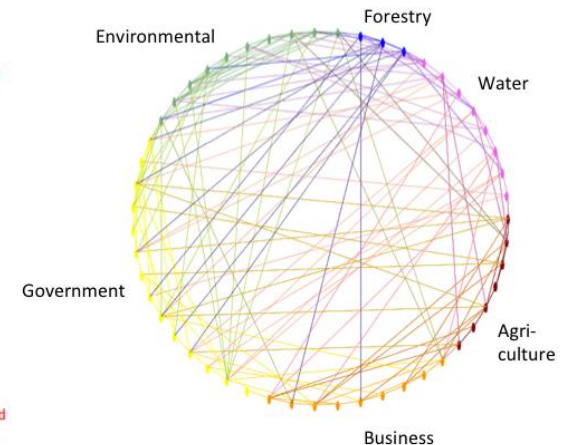 Forestry
Environmental
Water
Government
Agri-
culture
Business
d